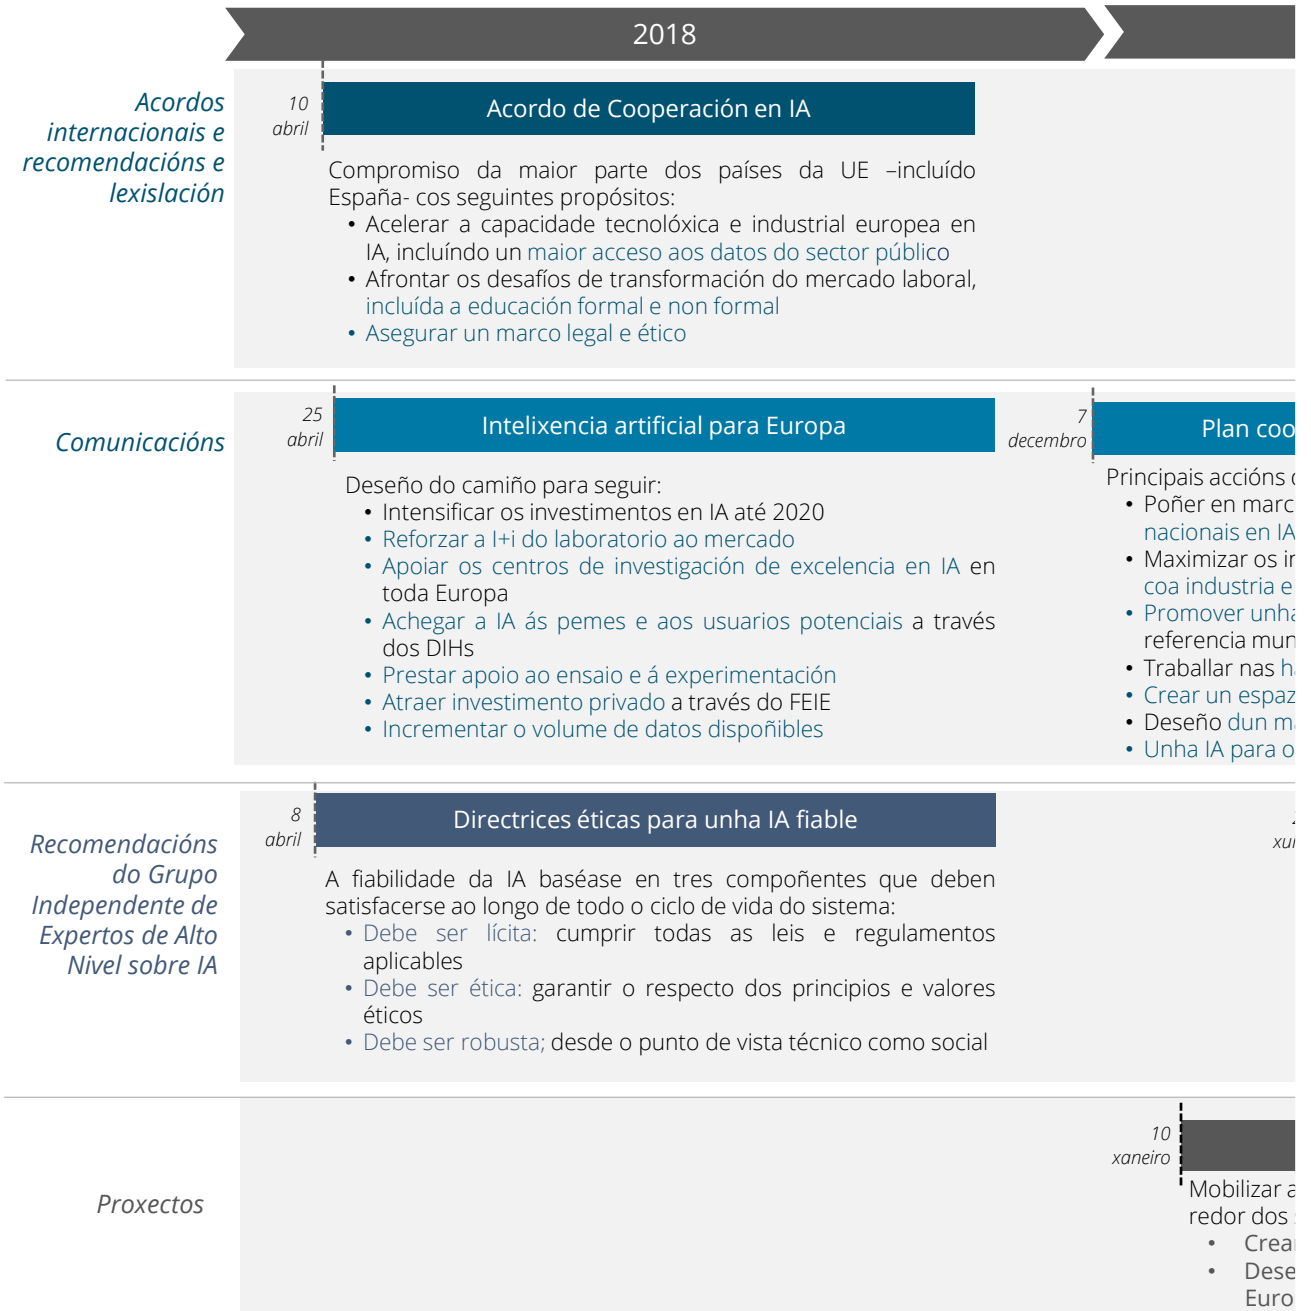 2018
Acordos
internacionais e
recomendacións e
lexislación
10
abril
Acordo de Cooperación en IA
Compromiso da maior parte dos países da UE –incluído
España- cos seguintes propósitos:
• Acelerar a capacidade tecnolóxica e industrial europea en
IA, incluíndo un maior acceso aos datos do sector público
• Afrontar os desafíos de transformación do mercado laboral,
incluída a educación formal e non formal
• Asegurar un marco legal e ético
Comunicacións
25
abril
Intelixencia artificial para Europa
Deseño do camiño para seguir:
• Intensificar os investimentos en IA até 2020
• Reforzar a I+i do laboratorio ao mercado
• Apoiar os centros de investigación de excelencia en IA en
toda Europa
• Achegar a IA ás pemes e aos usuarios potenciais a través
dos DIHs
• Prestar apoio ao ensaio e á experimentación
• Atraer investimento privado a través do FEIE
• Incrementar o volume de datos dispoñibles
7
decembro
Plan coo
Principais accións
• Poñer en marc
nacionais en IA
• Maximizar os
coa industria e
• Promover unha
referencia mun
• Traballar nas
• Crear un espaz
• Deseño dun
• Unha IA para o
Recomendacións
do Grupo
Independente de
Expertos de Alto
Nivel sobre IA
8
abril
Directrices éticas para unha IA fiable
A fiabilidade da IA baséase en tres compoñentes que deben
satisfacerse ao longo de todo o ciclo de vida do sistema:
• Debe ser lícita: cumprir todas as leis e regulamentos
aplicables
• Debe ser ética: garantir o respecto dos principios e valores
éticos
• Debe ser robusta; desde o punto de vista técnico como social
Proxectos
10
xaneiro
Mobilizar a
redor dos
• Crear
• Dese
Euro